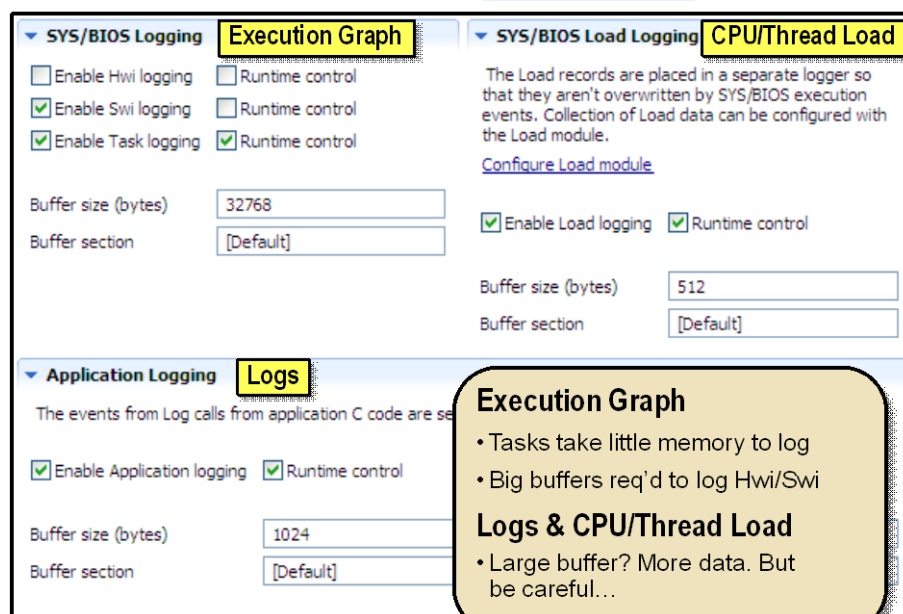 SYS/BIOS Logging
Execution Graph
Enable Hwi logging
Runtime control
Enable Swi logging
Runtime control
Enable Task logging
Runtime control
Buffer size (bytes)
32768
Buffer section
[Default]
SYS/BIOS Load Logging
CPU/Thread Load
The Load records are placed in a separate logger so
that they aren't overwritten by SYS/BIOS execution
events. Collection of Load data can be configured with
the Load module.
Configure Load module
Enable Load logging
Runtime control
Buffer size (bytes)
512
Buffer section
[Default]
Application Logging
Logs
The events from Log calls from application C code are se
Enable Application logging
Runtime control
Buffer size (bytes)
1024
Buffer section
[Default]
Execution Graph
• Tasks take little memory to log
• Big buffers req'd to log Hwi/Swi
Logs & CPU/Thread Load
• Large buffer? More data. But
be careful...